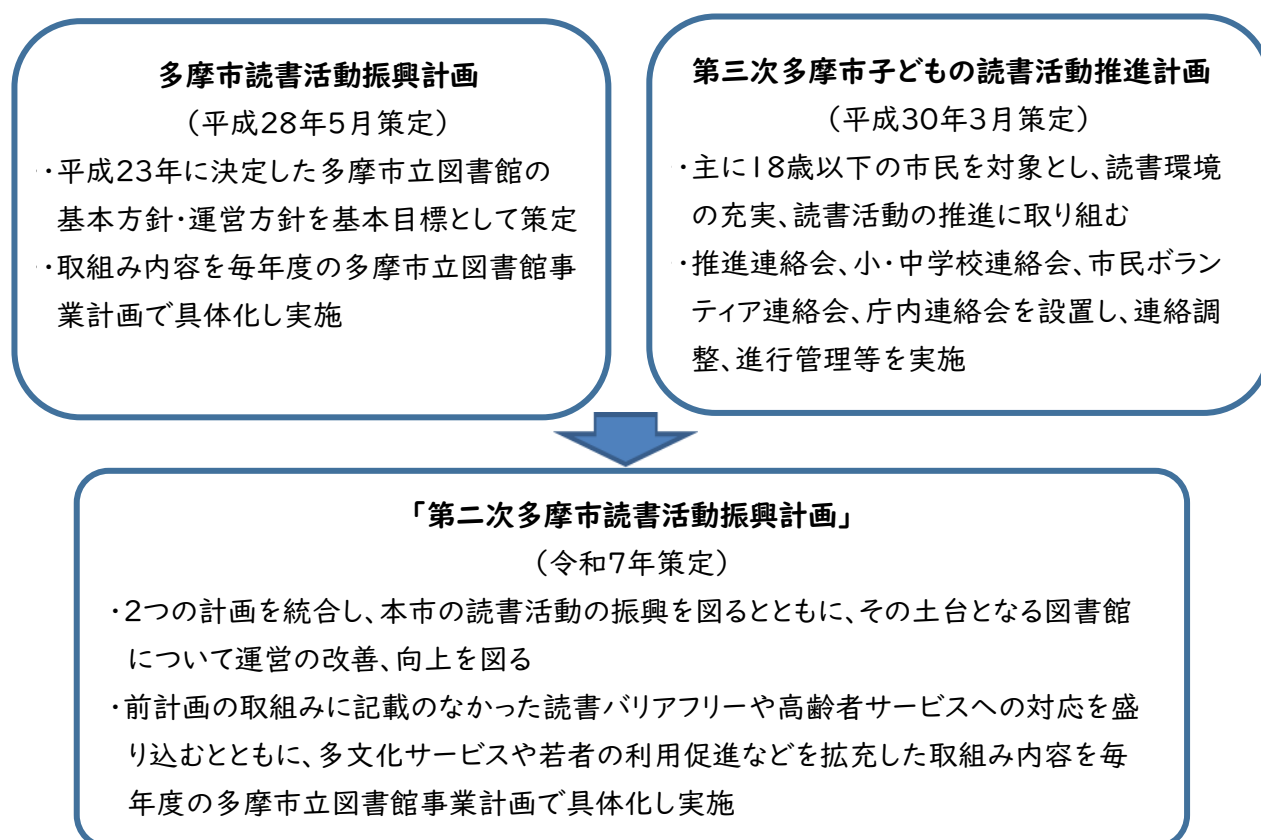 多摩市読書活動振興計画
（平成28年5月策定）
・平成23年に決定した多摩市立図書館の
基本方針・運営方針を基本目標として策定
・取組み内容を毎年度の多摩市立図書館事
業計画で具体化し実施
第三次多摩市子どもの読書活動推進計画
（平成30年3月策定）
・主に18歳以下の市民を対象とし、読書環境
の充実、読書活動の推進に取り組む
・推進連絡会、小・中学校連絡会、市民ボラン
ティア連絡会、庁内連絡会を設置し、連絡調
整、進行管理等を実施
「第二次多摩市読書活動振興計画」
（令和7年策定）
・2つの計画を統合し、本市の読書活動の振興を図るとともに、その土台となる図書館
について運営の改善、向上を図る
・前計画の取組みに記載のなかった読書バリアフリーや高齢者サービスへの対応を盛
り込むとともに、多文化サービスや若者の利用促進などを拡充した取組み内容を毎
年度の多摩市立図書館事業計画で具体化し実施